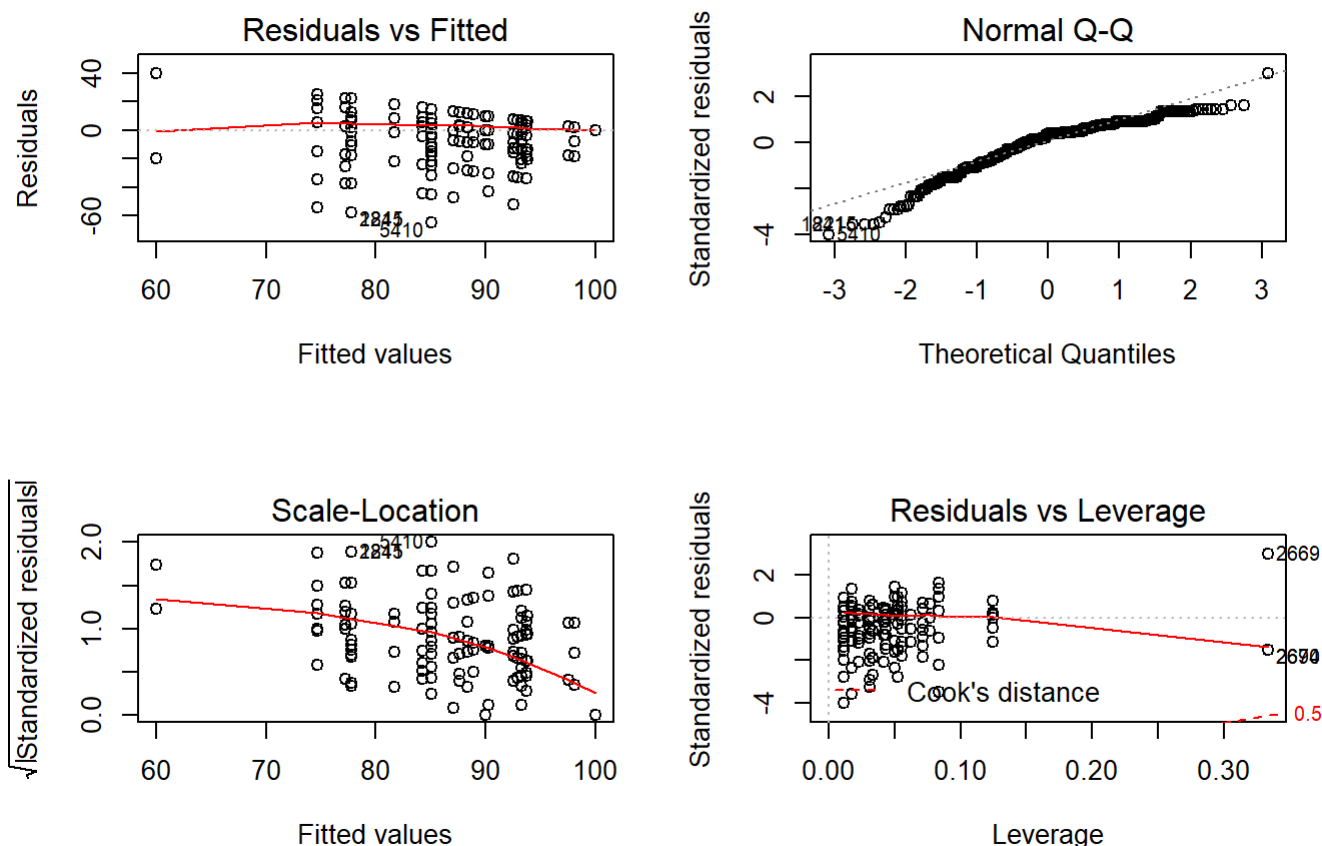 Residuals vs Fitted
Residuals
40
0
-60
5410
60 70 80 90 100
Fitted values
Normal Q-Q
Standardized residuals
2
0
-4
5410
-3 -2 -1 0 1 2 3
Theoretical Quantiles
Scale-Location
√|Standardized residuals|
2.0
1.0
0.0
5410
60 70 80 90 100
Fitted values
Residuals vs Leverage
Standardized residuals
2
0
-4
2669
Cook's distance
0.5
0.00 0.10 0.20 0.30
Leverage